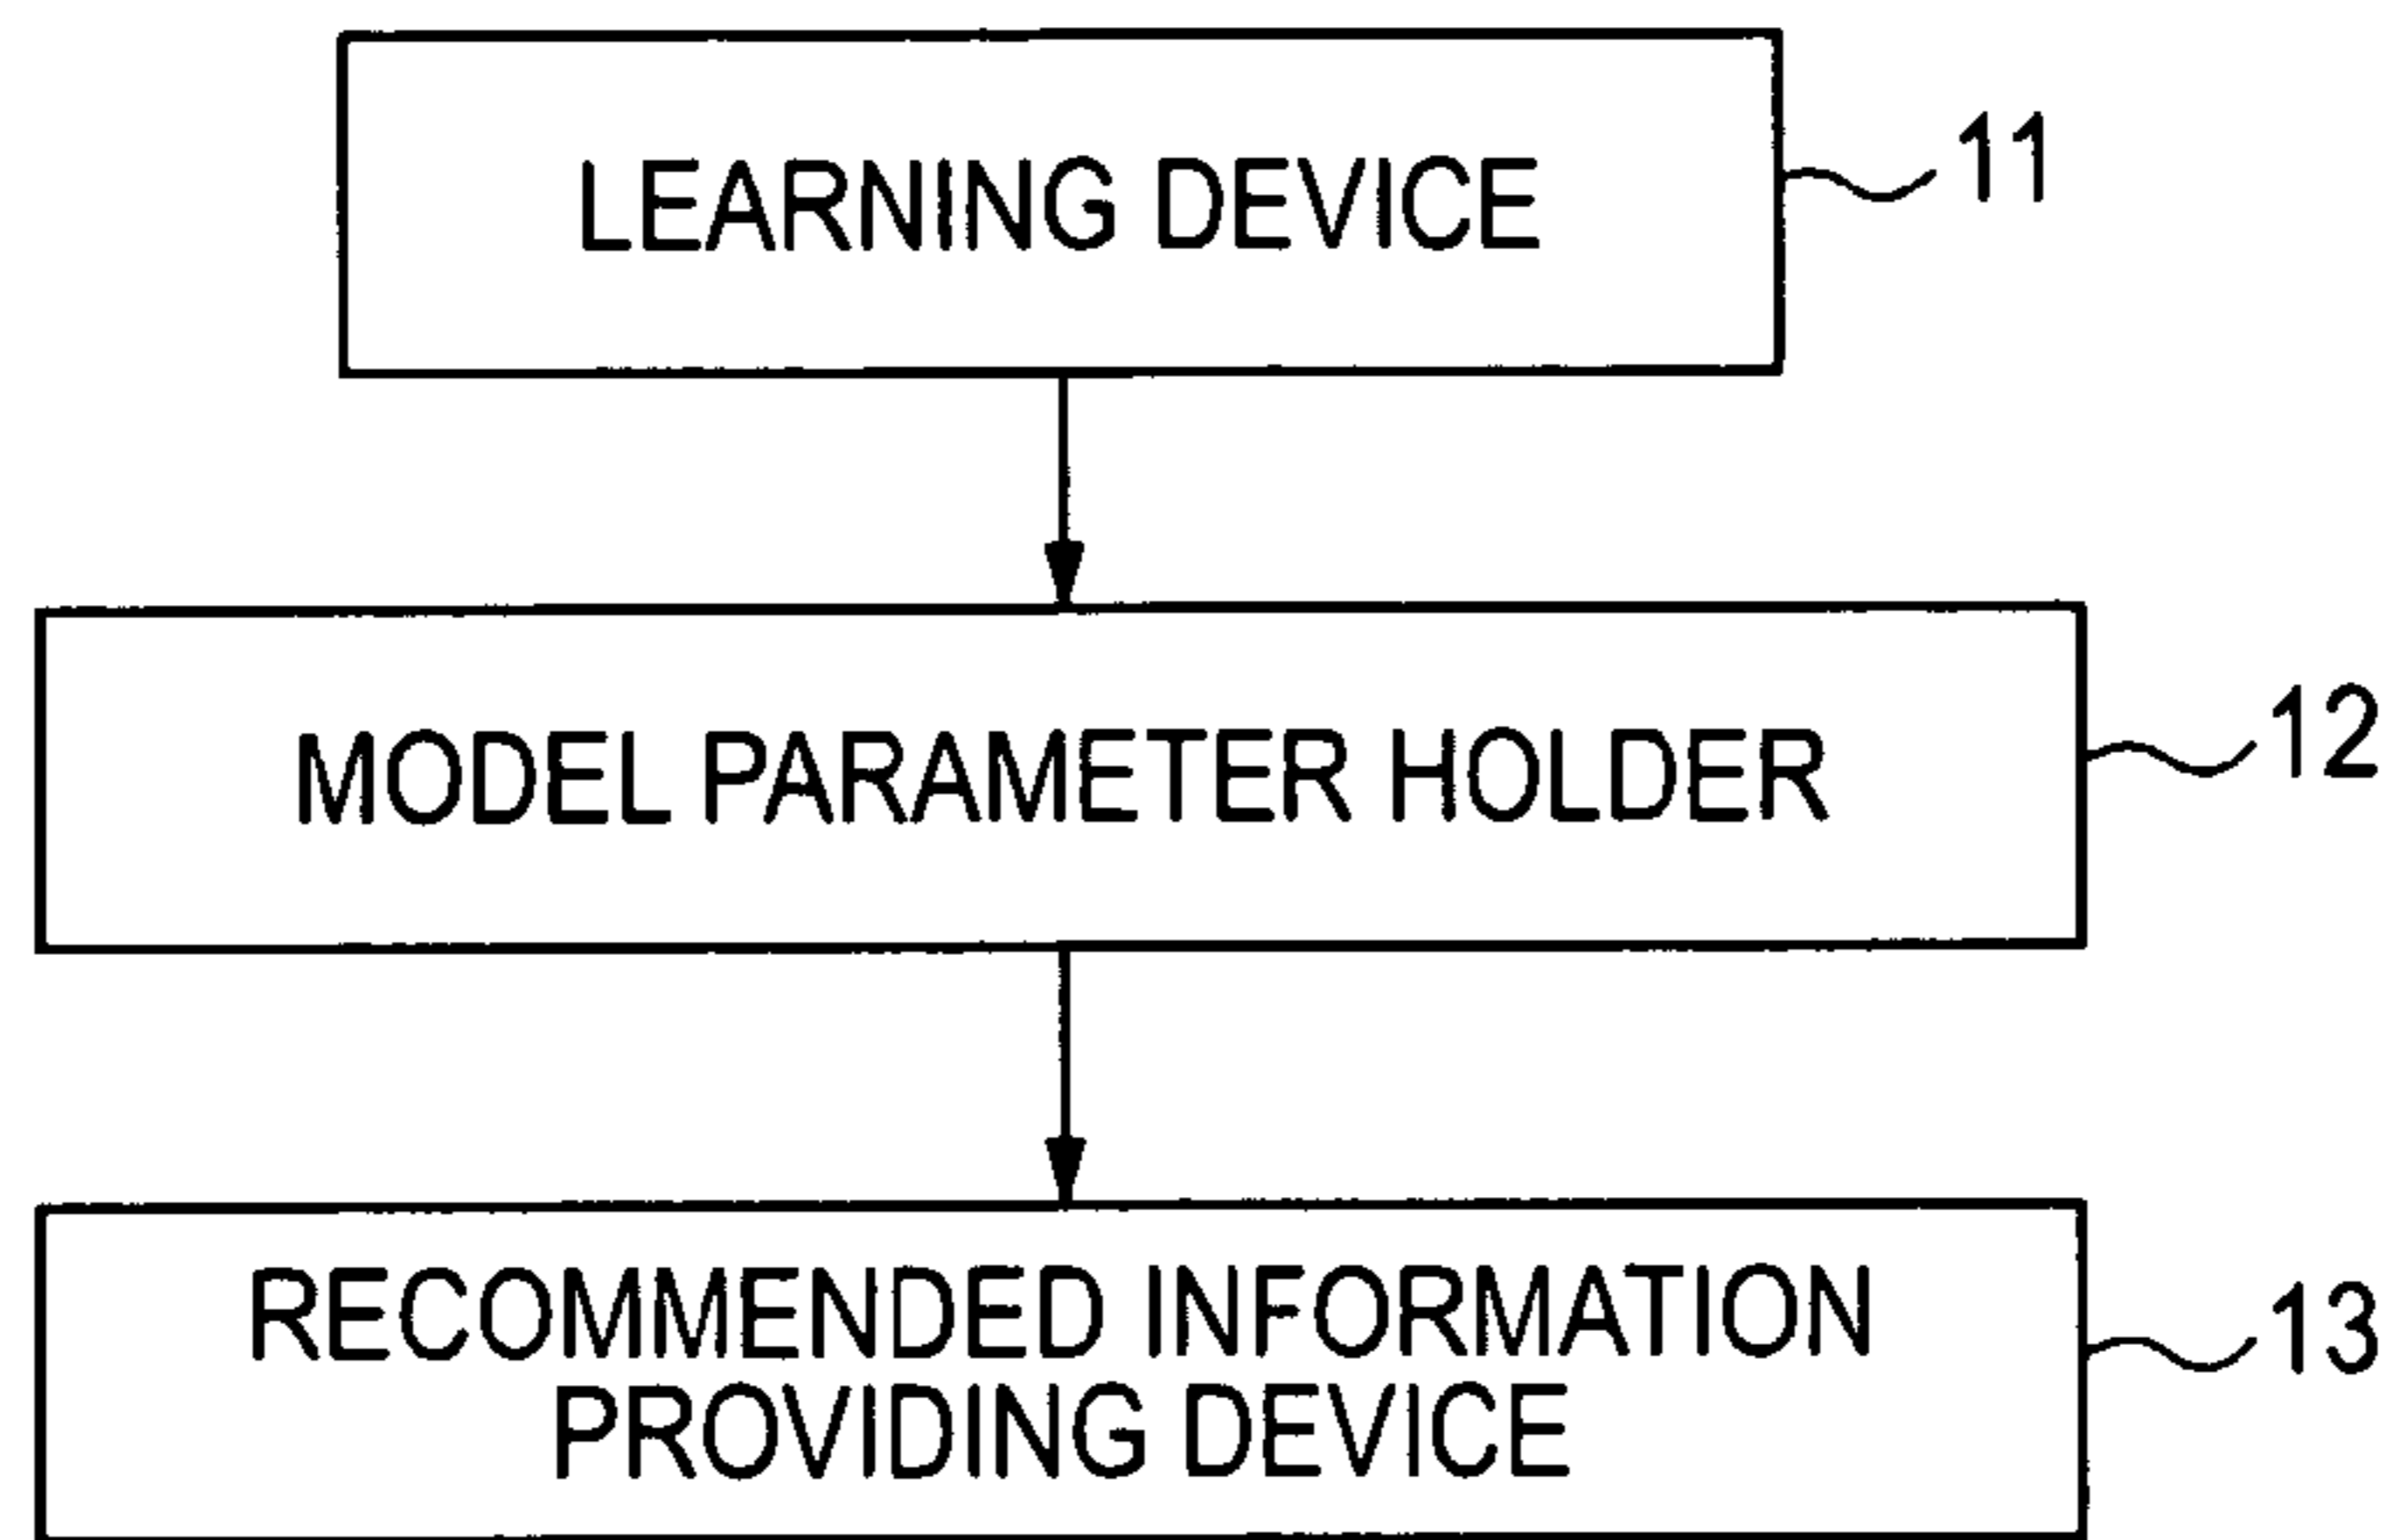 LEARNING DEVICE
11
MODEL PARAMETER HOLDER
12
RECOMMENDED INFORMATION
PROVIDING DEVICE
13